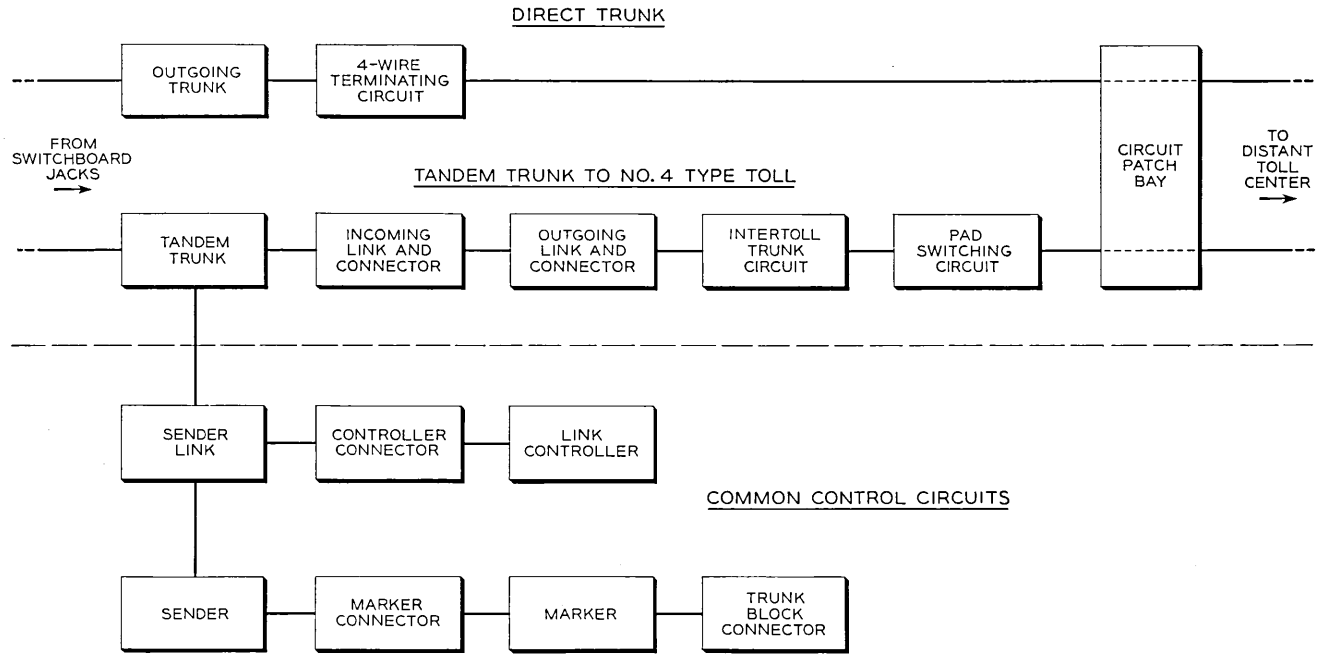 DIRECT TRUNK
OUTGOING
TRUNK
4-WIRE
TERMINATING
CIRCUIT
FROM
SWITCHBOARD
JACKS
CIRCUIT
PATCH
BAY
TO
DISTANT
TOLL
CENTER
TANDEM TRUNK TO NO. 4 TYPE TOLL
TANDEM
TRUNK
INCOMING
LINK AND
CONNECTOR
OUTGOING
LINK AND
CONNECTOR
INTERTOLL
TRUNK
CIRCUIT
PAD
SWITCHING
CIRCUIT
SENDER
LINK
CONTROLLER
CONNECTOR
LINK
CONTROLLER
COMMON CONTROL CIRCUITS
SENDER
MARKER
CONNECTOR
MARKER
TRUNK
BLOCK
CONNECTOR